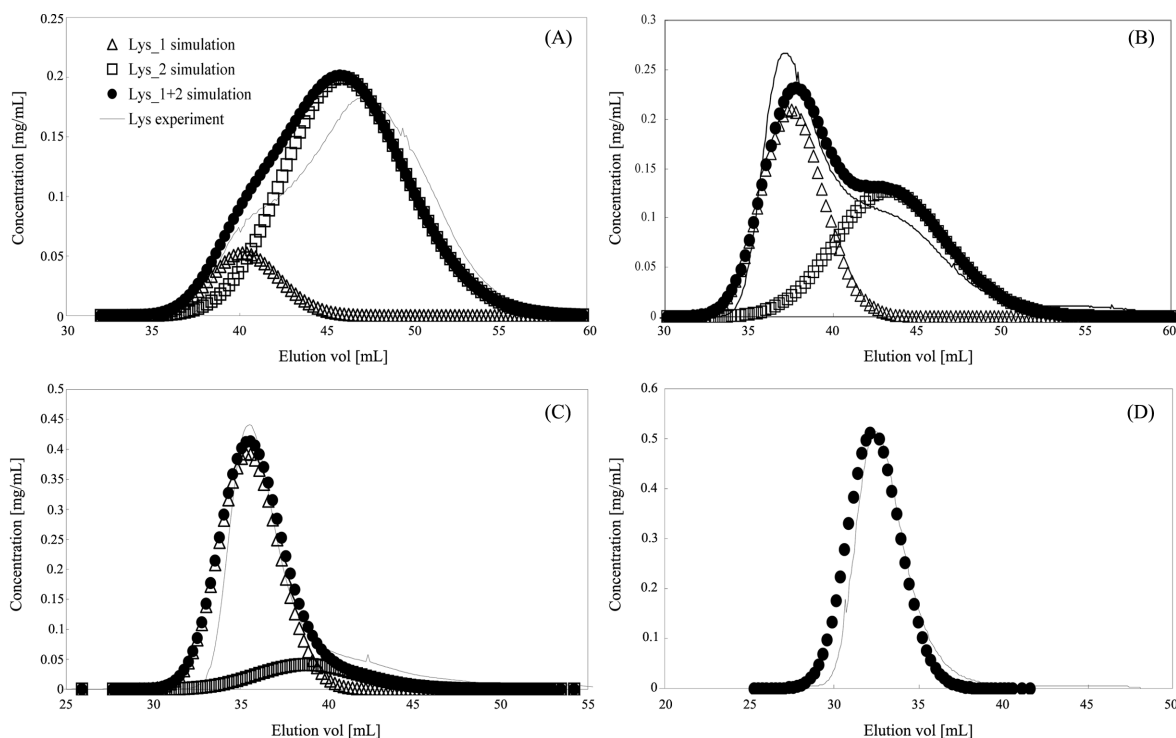 (A)
0.25
0.2
0.15
0.1
0.05
0
Concentration [mg/mL]
Lys_1 simulation
Lys_2 simulation
Lys_1+2 simulation
Lys experiment
30 35 40 45 50 55 60
Elution vol [mL]
(B)
0.3
0.25
0.2
0.15
0.1
0.05
0
Concentration [mg/mL]
30 35 40 45 50 55 60
Elution vol [mL]
(C)
0.5
0.45
0.4
0.35
0.3
0.25
0.2
0.15
0.1
0.05
0
Concentration [mg/mL]
25 30 35 40 45 50 55
Elution vol [mL]
(D)
0.6
0.5
0.4
0.3
0.2
0.1
0
Concentration [mg/mL]
20 25 30 35 40 45 50
Elution vol [mL]